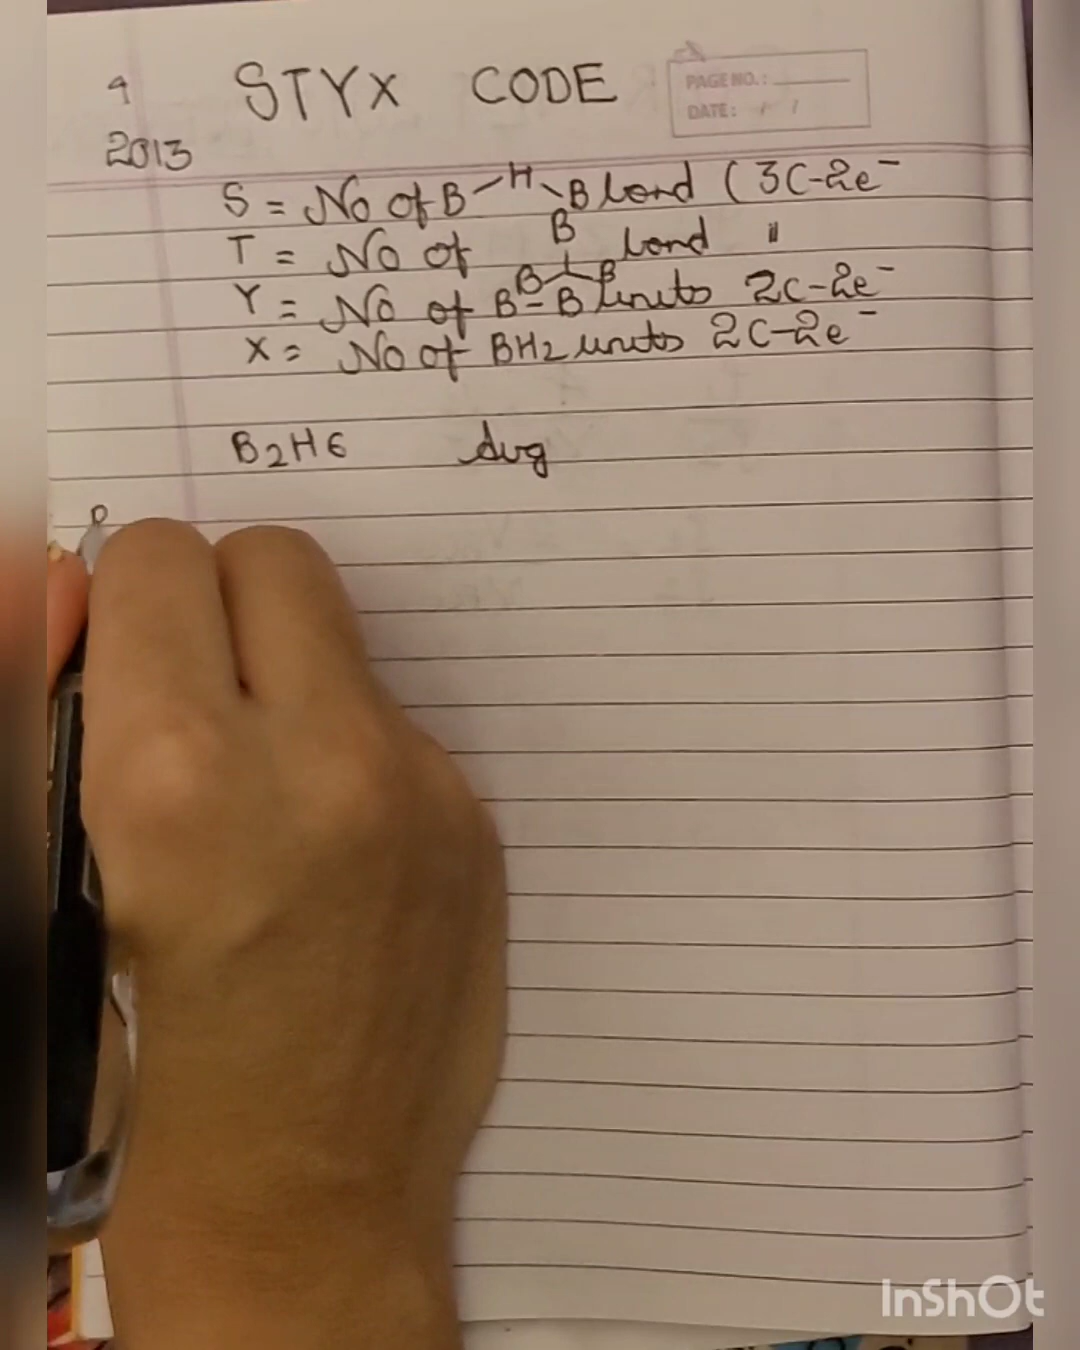 9
2013
STYX CODE
PAGE NO.:
DATE: / /
S = No of B-H-B bond (3C-2e⁻
T = No of B B B bond "
Y = No of B-B units 2C-2e⁻
X = No of BH2 units 2C-2e⁻
B2H6
InShOt